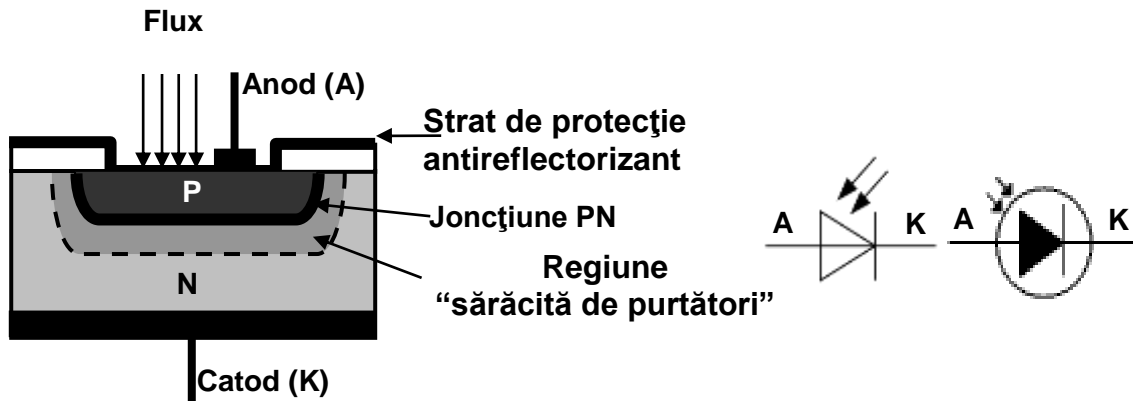 Flux
Anod (A)
Strat de protecţie
antireflectorizant
P
Joncţiune PN
A
K
A
K
Regiune
“sărăcită de purtători”
N
Catod (K)